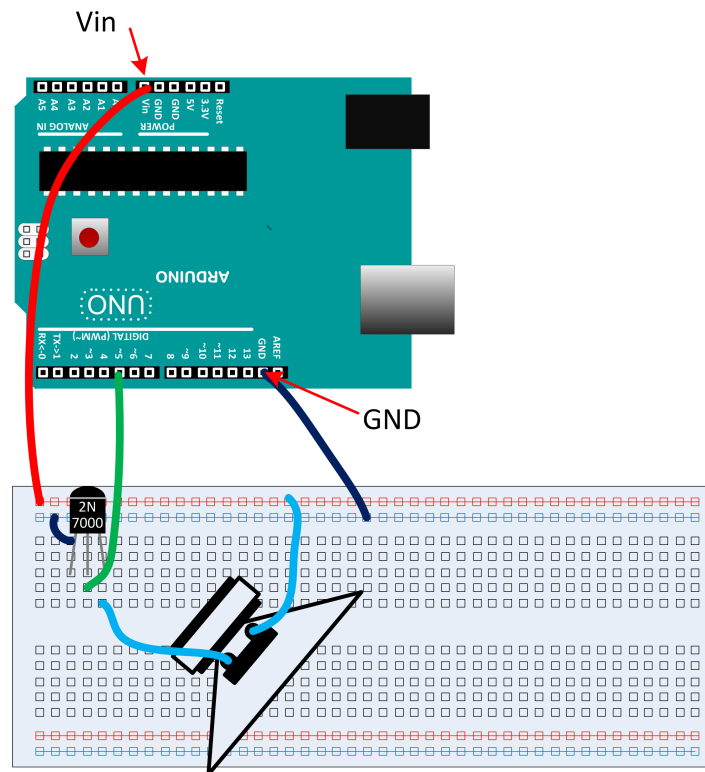 Vin
A5 A4 A3 A2 A1 Vin GND GND 5V 3.3V Reset
ANALOG IN POWER
ARDUINO
UNO
DIGITAL (PWM~)
RX<-0 TX->1 2 ~3 4 ~5 ~6 7 8 ~9 ~10 ~11 12 13 GND AREF
GND
2N
7000